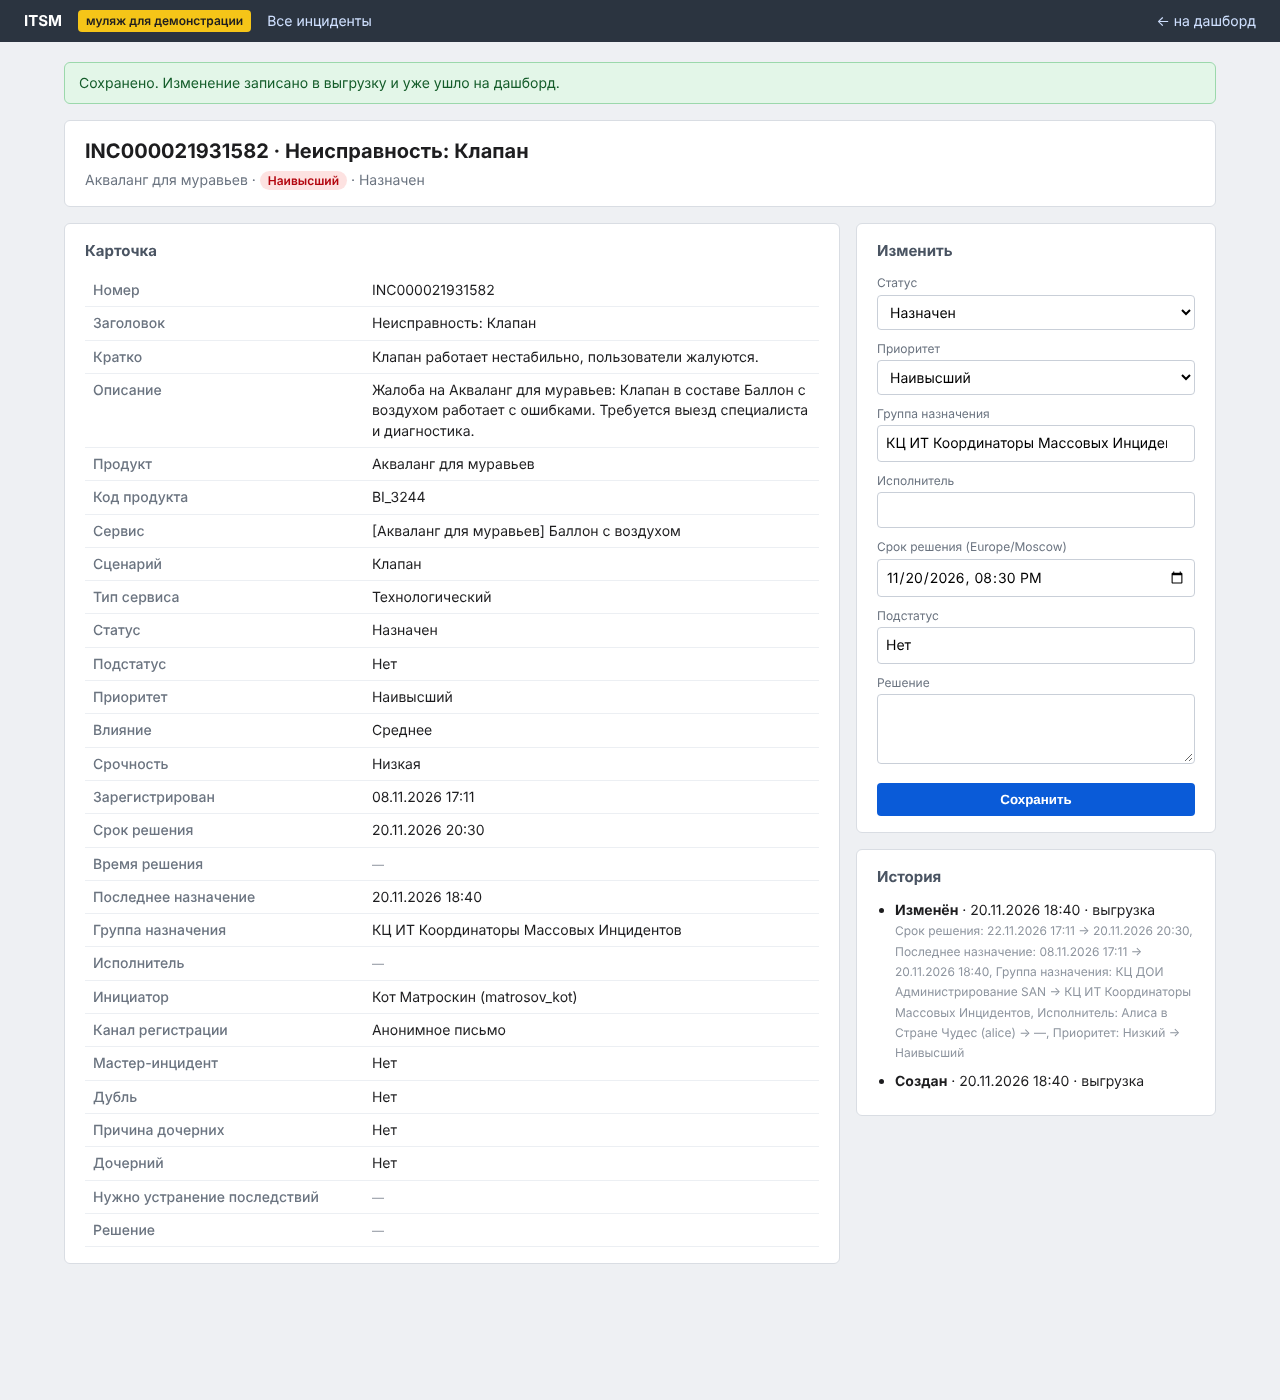 ITSM муляж для демонстрации Все инциденты ← на дашборд
Сохранено. Изменение записано в выгрузку и уже ушло на дашборд.
INC000021931582 · Неисправность: Клапан
Акваланг для муравьев · Наивысший · Назначен
Карточка
Номер INC000021931582
Заголовок Неисправность: Клапан
Кратко Клапан работает нестабильно, пользователи жалуются.
Описание Жалоба на Акваланг для муравьев: Клапан в составе Баллон с
воздухом работает с ошибками. Требуется выезд специалиста
и диагностика.
Продукт Акваланг для муравьев
Код продукта BI_3244
Сервис [Акваланг для муравьев] Баллон с воздухом
Сценарий Клапан
Тип сервиса Технологический
Статус Назначен
Подстатус Нет
Приоритет Наивысший
Влияние Среднее
Срочность Низкая
Зарегистрирован 08.11.2026 17:11
Срок решения 20.11.2026 20:30
Время решения —
Последнее назначение 20.11.2026 18:40
Группа назначения КЦ ИТ Координаторы Массовых Инцидентов
Исполнитель —
Инициатор Кот Матроскин (matrosov_kot)
Канал регистрации Анонимное письмо
Мастер-инцидент Нет
Дубль Нет
Причина дочерних Нет
Дочерний Нет
Нужно устранение последствий —
Решение —
Изменить
Статус
Назначен
Приоритет
Наивысший
Группа назначения
КЦ ИТ Координаторы Массовых Инциден
Исполнитель
Срок решения (Europe/Moscow)
11/20/2026, 08:30 PM
Подстатус
Нет
Решение
Сохранить
История
• Изменён · 20.11.2026 18:40 · выгрузка
Срок решения: 22.11.2026 17:11 → 20.11.2026 20:30,
Последнее назначение: 08.11.2026 17:11 →
20.11.2026 18:40, Группа назначения: КЦ ДОИ
Администрирование SAN → КЦ ИТ Координаторы
Массовых Инцидентов, Исполнитель: Алиса в
Стране Чудес (alice) → —, Приоритет: Низкий →
Наивысший
• Создан · 20.11.2026 18:40 · выгрузка